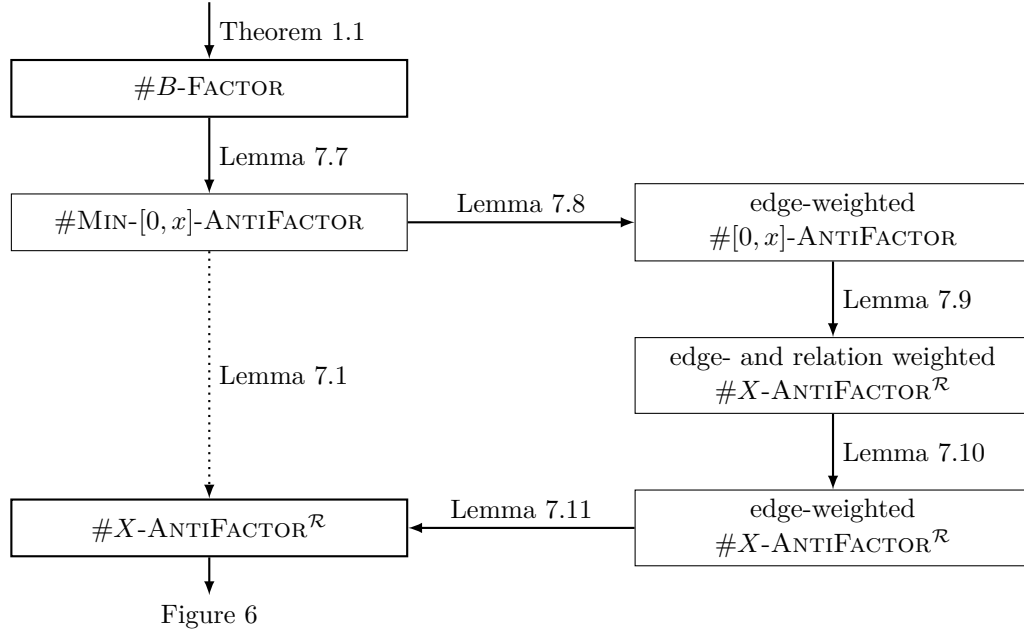 Theorem 1.1
#B-FACTOR
Lemma 7.7
#MIN-[0, x]-ANTIFACTOR
Lemma 7.8
edge-weighted
#[0, x]-ANTIFACTOR
Lemma 7.9
Lemma 7.1
edge- and relation weighted
#X-ANTIFACTOR^R
Lemma 7.10
#X-ANTIFACTOR^R
Lemma 7.11
edge-weighted
#X-ANTIFACTOR^R
Figure 6